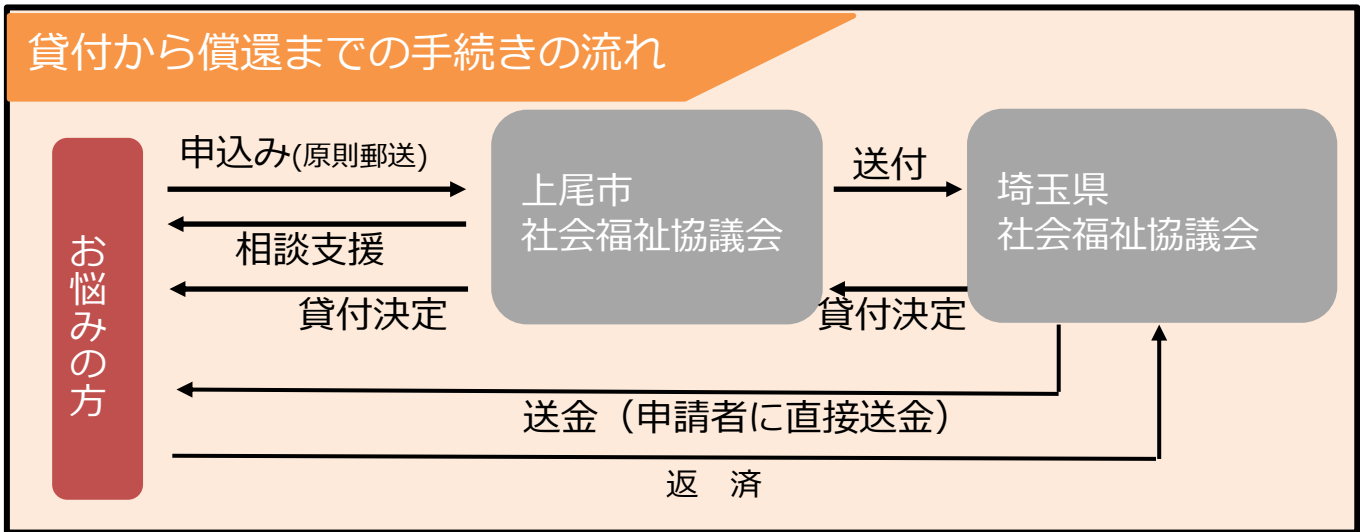 貸付から償還までの手続きの流れ
申込み(原則郵送)
送付
上尾市
社会福祉協議会
埼玉県
社会福祉協議会
お悩みの方
相談支援
貸付決定
貸付決定
送金（申請者に直接送金）
返　済